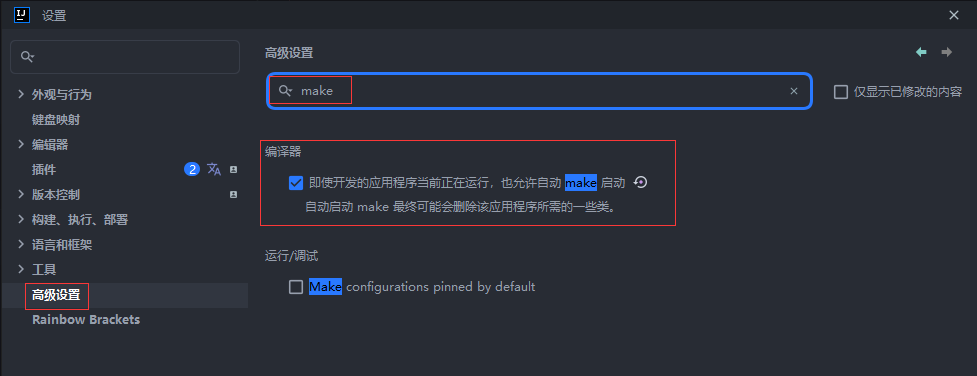 设置
高级设置
make
仅显示已修改的内容
外观与行为
键盘映射
编辑器
插件 2
版本控制
构建、执行、部署
语言和框架
工具
高级设置
Rainbow Brackets
编译器
即使开发的应用程序当前正在运行，也允许自动 make 启动
自动启动 make 最终可能会删除该应用程序所需的一些类。
运行/调试
Make configurations pinned by default